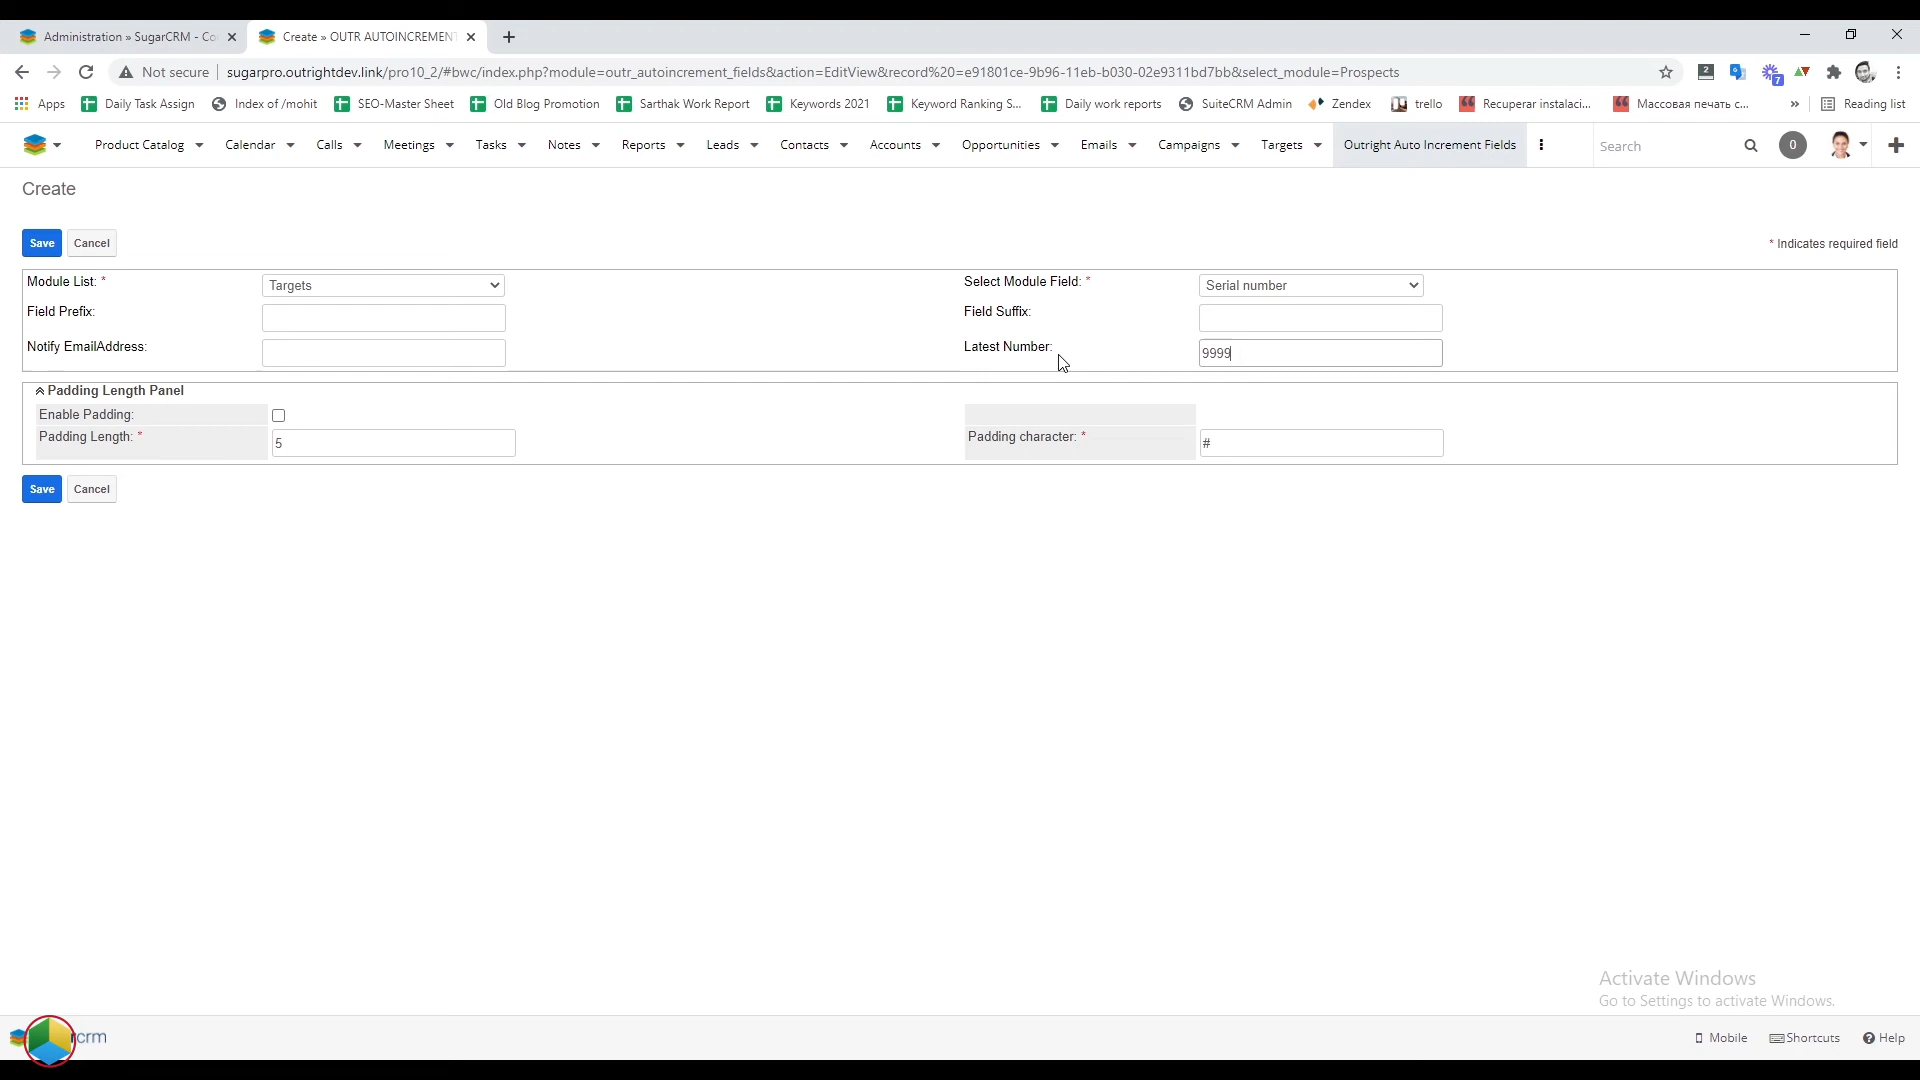 Administration » SugarCRM - Co
Create » OUTR AUTOINCREMENT
Not secure
sugarpro.outrightdev.link/pro10_2/#bwc/index.php?module=outr_autoincrement_fields&action=EditView&record%20=e91801ce-9b96-11eb-b030-02e9311bd7bb&select_module=Prospects
2
7
Apps
Daily Task Assign
Index of /mohit
SEO-Master Sheet
Old Blog Promotion
Sarthak Work Report
Keywords 2021
Keyword Ranking S...
Daily work reports
SuiteCRM Admin
Zendex
trello
Recuperar instalaci...
Массовая печать с...
»
Reading list
Product Catalog
Calendar
Calls
Meetings
Tasks
Notes
Reports
Leads
Contacts
Accounts
Opportunities
Emails
Campaigns
Targets
Outright Auto Increment Fields
Search
0
Create
Save
Cancel
* Indicates required field
Module List: *
Targets
Select Module Field: *
Serial number
Field Prefix:
Field Suffix:
Notify EmailAddress:
Latest Number:
9999
Padding Length Panel
Enable Padding:
Padding Length: *
5
Padding character: *
#
Save
Cancel
Activate Windows
Go to Settings to activate Windows.
rcrm
Mobile
Shortcuts
Help